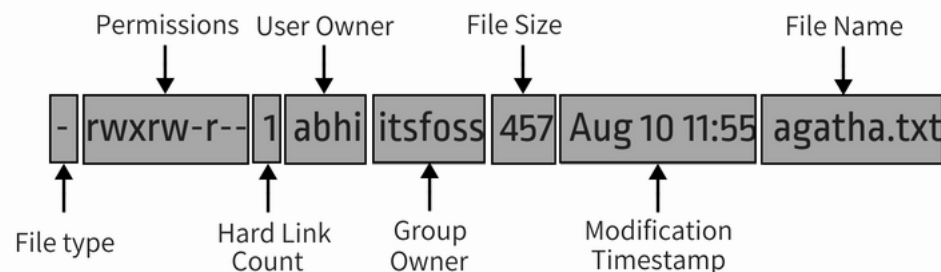 Permissions User Owner File Size File Name
- rwxrw-r-- 1 abhi itsfoss 457 Aug 10 11:55 agatha.txt
File type Hard Link Count Group Owner Modification Timestamp